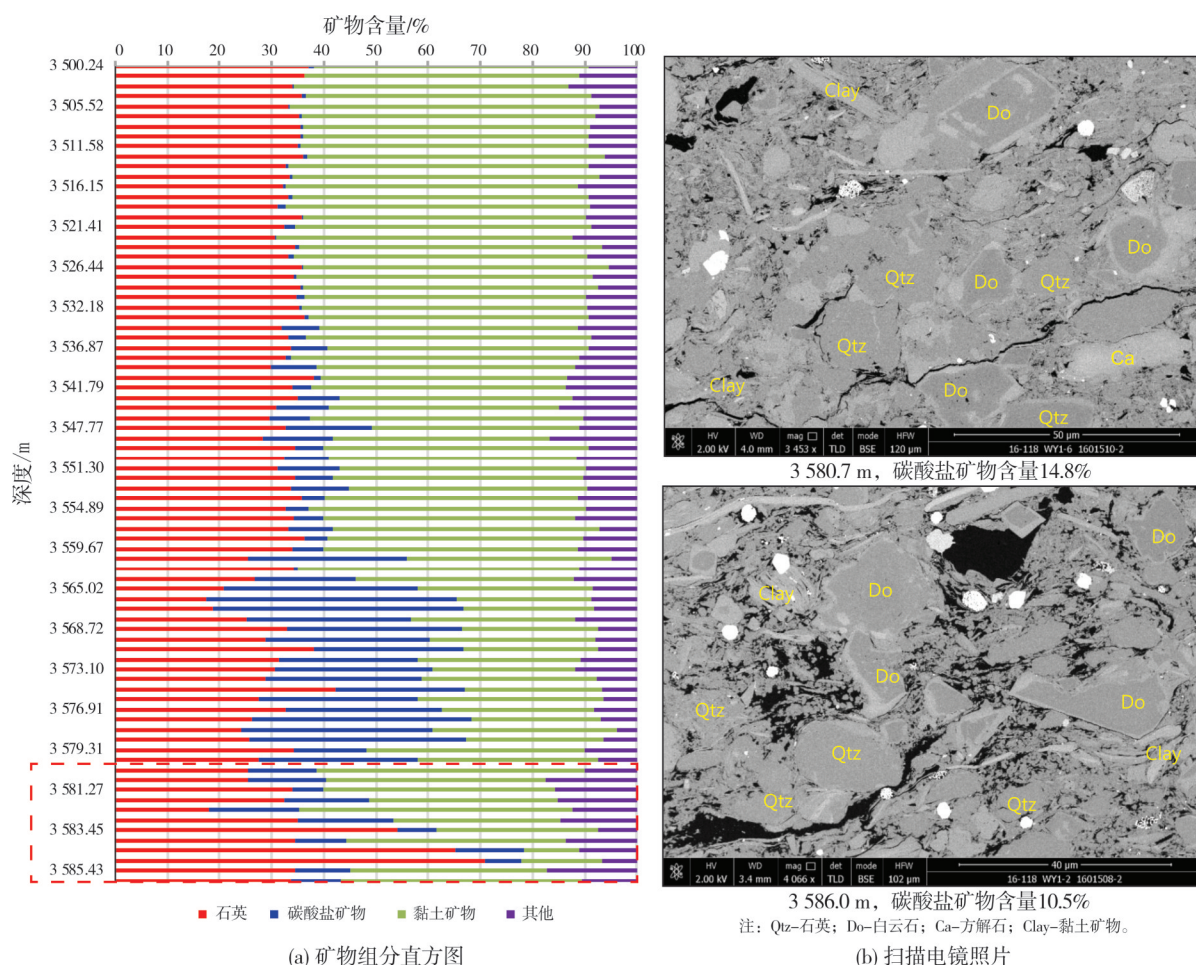 矿物含量/%
0 10 20 30 40 50 60 70 80 90 100
深度/m
3 500.24
3 505.52
3 511.58
3 516.15
3 521.41
3 526.44
3 532.18
3 536.87
3 541.79
3 547.77
3 551.30
3 554.89
3 559.67
3 565.02
3 568.72
3 573.10
3 576.91
3 579.31
3 581.27
3 583.45
3 585.43
石英 碳酸盐矿物 黏土矿物 其他
(a) 矿物组分直方图
Clay
Do
Do
Qtz Do Qtz
Qtz
Ca
Clay
Do
Qtz
HV WD mag det mode HFW 50 μm
2.00 kV 4.0 mm 3 453 x TLD BSE 120 μm 16-118 WY1-6 1601510-2
3 580.7 m，碳酸盐矿物含量14.8%
Do
Do
Clay
Do
Do
Qtz
Qtz
Clay
Qtz
Qtz
HV WD mag det mode HFW 40 μm
2.00 kV 3.4 mm 4 066 x TLD BSE 102 μm 16-118 WY1-2 1601508-2
3 586.0 m，碳酸盐矿物含量10.5%
注：Qtz-石英；Do-白云石；Ca-方解石；Clay-黏土矿物。
(b) 扫描电镜照片